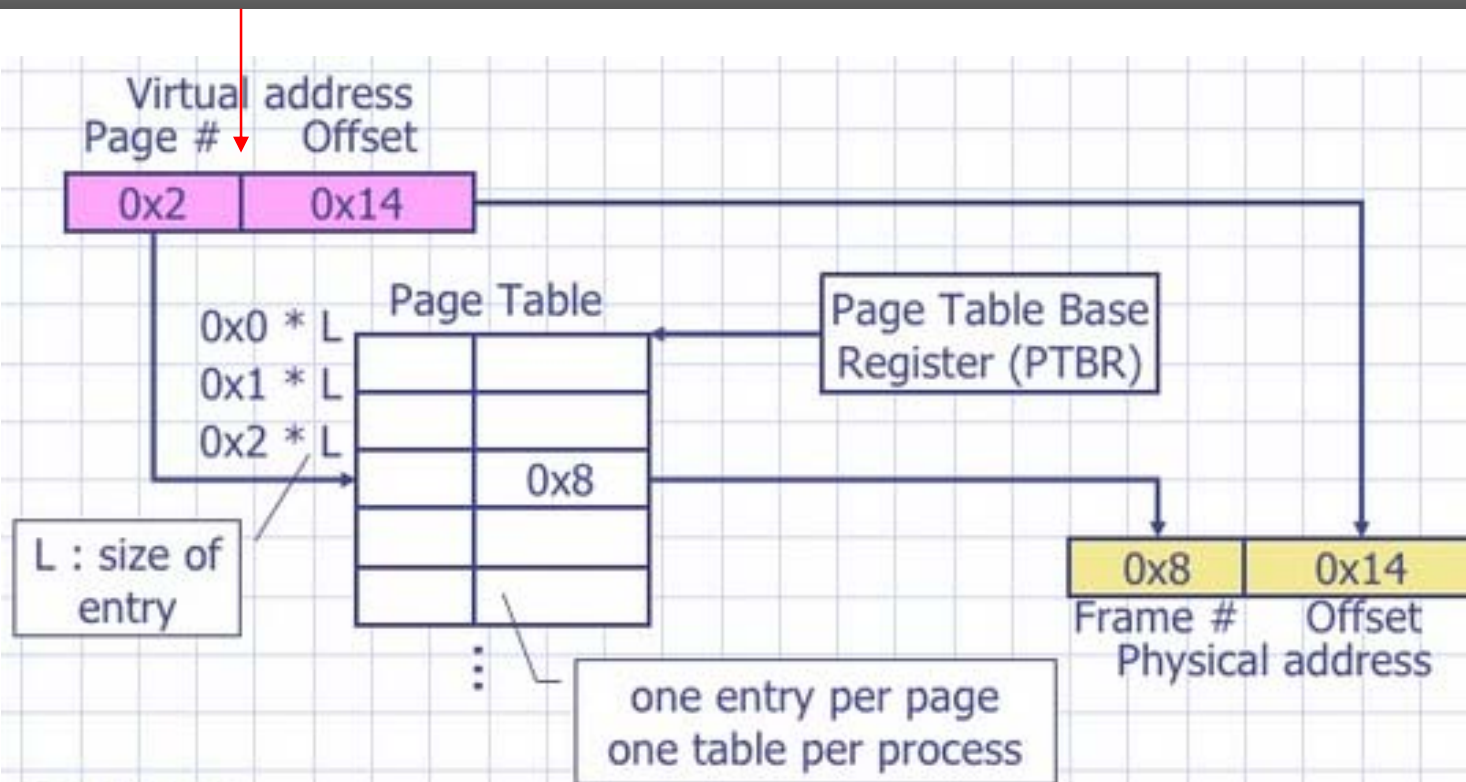 Virtual address
Page # Offset
0x2 0x14
Page Table
0x0 * L
0x1 * L
0x2 * L
0x8
Page Table Base
Register (PTBR)
L : size of
entry
0x8 0x14
Frame # Offset
Physical address
one entry per page
one table per process